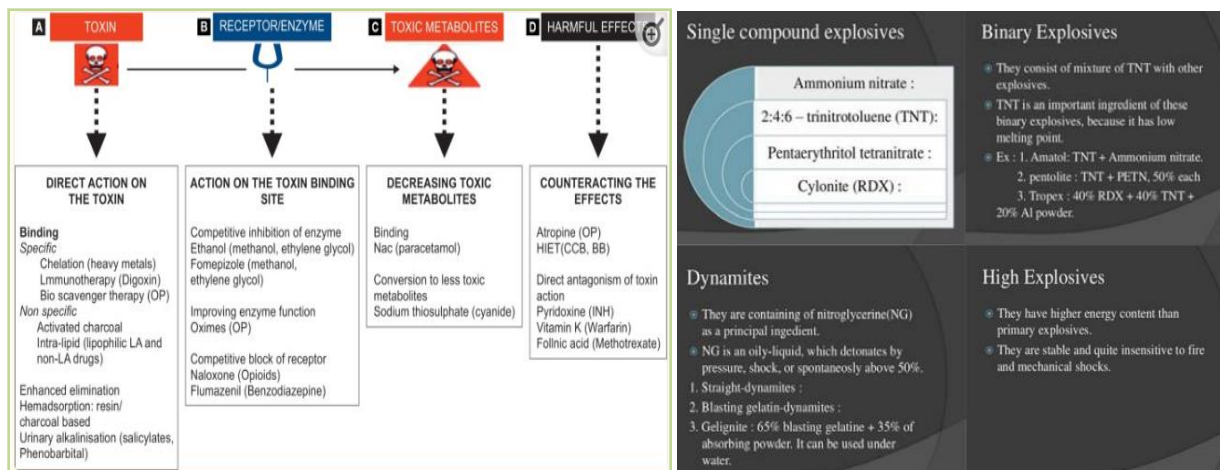 A TOXIN
B RECEPTOR/ENZYME
C TOXIC METABOLITES
D HARMFUL EFFECT
DIRECT ACTION ON
THE TOXIN
Binding
Specific
Chelation (heavy metals)
Lmmunotherapy (Digoxin)
Bio scavenger therapy (OP)
Non specific
Activated charcoal
Intra-lipid (lipophilic LA and
non-LA drugs)
Enhanced elimination
Hemadsorption: resin/
charcoal based
Urinary alkalinisation (salicylates,
Phenobarbital)
ACTION ON THE TOXIN BINDING
SITE
Competitive inhibition of enzyme
Ethanol (methanol, ethylene glycol)
Fomepizole (methanol,
ethylene glycol)
Improving enzyme function
Oximes (OP)
Competitive block of receptor
Naloxone (Opioids)
Flumazenil (Benzodiazepine)
DECREASING TOXIC
METABOLITES
Binding
Nac (paracetamol)
Conversion to less toxic
metabolites
Sodium thiosulphate (cyanide)
COUNTERACTING THE
EFFECTS
Atropine (OP)
HIET(CCB, BB)
Direct antagonism of toxin
action
Pyridoxine (INH)
Vitamin K (Warfarin)
Follnic acid (Methotrexate)
Single compound explosives
Ammonium nitrate :
2:4:6 – trinitrotoluene (TNT):
Pentaerythritol tetranitrate :
Cylonite (RDX) :
Binary Explosives
They consist of mixture of TNT with other
explosives.
TNT is an important ingredient of these
binary explosives, because it has low
melting point.
Ex : 1. Amatol: TNT + Ammonium nitrate.
2. pentolite : TNT + PETN, 50% each
3. Tropex : 40% RDX + 40% TNT +
20% Al powder.
Dynamites
They are containing of nitroglycerine(NG)
as a principal ingedient.
NG is an oily-liquid, which detonates by
pressure, shock, or spontaneosly above 50%.
1. Straight-dynamites :
2. Blasting gelatin-dynamites :
3. Gelignite : 65% blasting gelatine + 35% of
absorbing powder. It can be used under
water.
High Explosives
They have higher energy content than
primary explosives.
They are stable and quite insensitive to fire
and mechanical shocks.